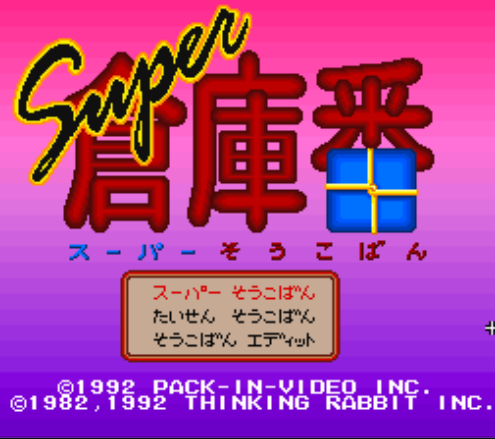 Super
倉庫番
スーパーそうこばん
スーパー そうこばん
たいせん そうこばん
そうこばん エディット
©1992 PACK-IN-VIDEO INC.
©1982,1992 THINKING RABBIT INC.